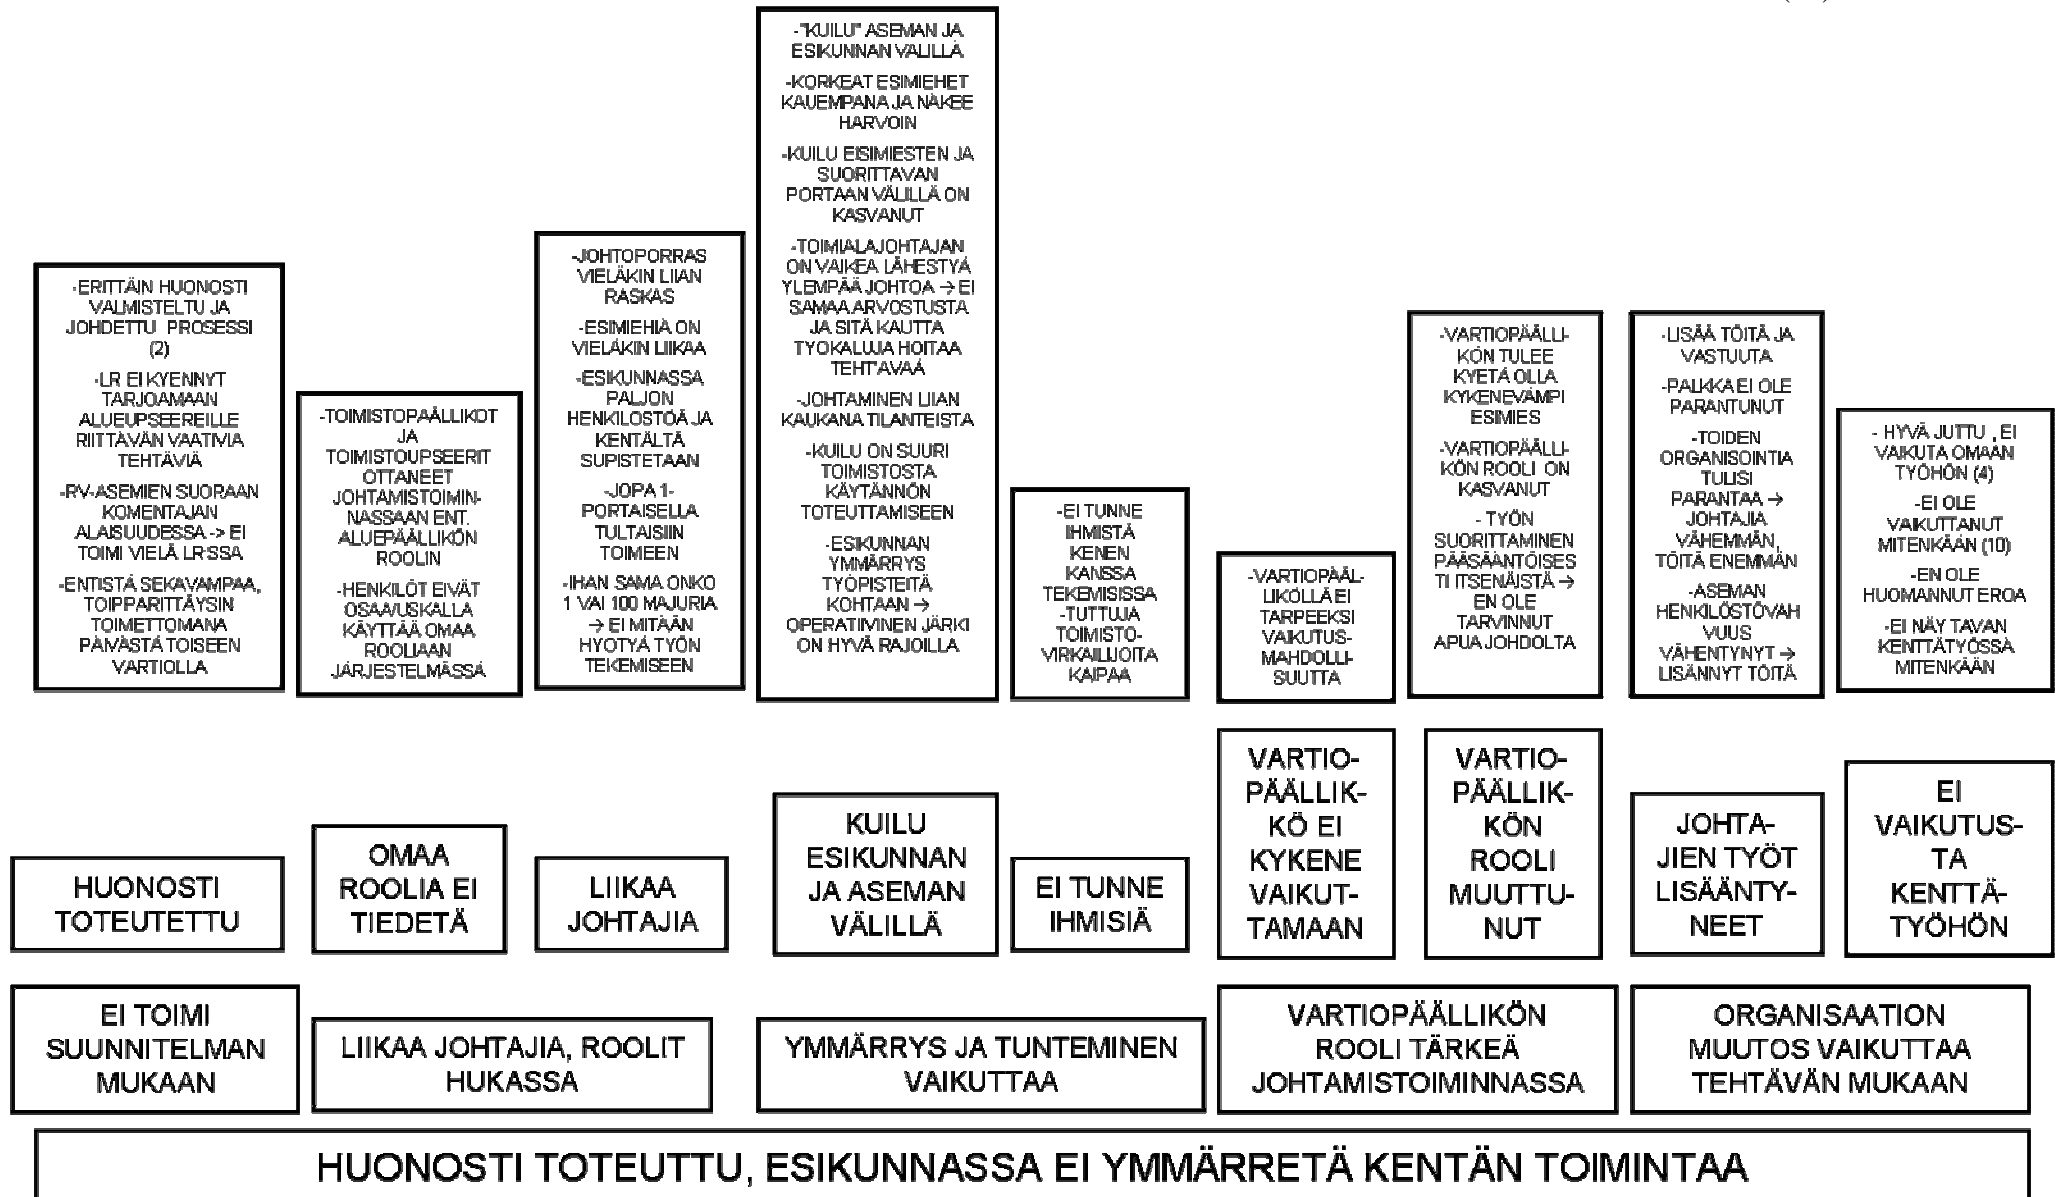 -ERITTÄIN HUONOSTI
VALMISTELTU JA
JOHDETTU PROSESSI
(2)
-LR EI KYENNYT
TARJOAMAAN
ALUEUPSEEREILLE
RIITTÄVÄN VAATIVIA
TEHTÄVIÄ
-RV-ASEMIEN SUORAAN
KOMENTAJAN
ALAISUUDESSA -> EI
TOIMI VIELÄ LR:SSA
-ENTISTÄ SEKAVAMPAA,
TOIPPARITTÄYSIN
TOIMETTOMANA
PÄIVÄSTÄ TOISEEN
VARTIOLLA
-TOIMISTOPÄÄLLIKÖT
JA
TOIMISTOUPSEERIT
OTTANEET
JOHTAMISTOIMIN-
NASSAAN ENT.
ALUEPÄÄLLIKÖN
ROOLIN
-HENKILÖT EIVÄT
OSAA/USKALLA
KÄYTTÄÄ OMAA
ROOLIAAN
JÄRJESTELMÄSSÄ
-JOHTOPORRAS
VIELÄKIN LIIAN
RASKAS
-ESIMIEHIÄ ON
VIELÄKIN LIIKAA
-ESIKUNNASSA
PALJON
HENKILÖSTÖÄ JA
KENTÄLTÄ
SUPISTETAAN
-JOPA 1-
PORTAISELLA
TULTAISIIN
TOIMEEN
-IHAN SAMA ONKO
1 VAI 100 MAJURIA
→ EI MITÄÄN
HYÖTYÄ TYÖN
TEKEMISEEN
-"KUILU" ASEMAN JA
ESIKUNNAN VÄLILLÄ
-KORKEAT ESIMIEHET
KAUEMPANA JA NÄKEE
HARVOIN
-KUILU EISIMIESTEN JA
SUORITTAVAN
PORTAAN VÄLILLÄ ON
KASVANUT
-TOIMIALAJOHTAJAN
ON VAIKEA LÄHESTYÄ
YLEMPÄÄ JOHTOA → EI
SAMAA ARVOSTUSTA
JA SITÄ KAUTTA
TYÖKALUJA HOITAA
TEHTÄVÄÄ
-JOHTAMINEN LIIAN
KAUKANA TILANTEISTA
-KUILU ON SUURI
TOIMISTOSTA
KÄYTÄNNÖN
TOTEUTTAMISEEN
-ESIKUNNAN
YMMÄRRYS
TYÖPISTEITÄ
KOHTAAN →
OPERATIIVINEN JÄRKI
ON HYVÄ RAJOILLA
-EI TUNNE
IHMISTÄ
KENEN
KANSSA
TEKEMISISSÄ
-TUTTUJA
TOIMISTO-
VIRKAILIJOITA
KAIPAA
-VARTIOPÄÄL-
LIKÖLLÄ EI
TARPEEKSI
VAIKUTUS-
MAHDOLLI-
SUUTTA
-VARTIOPÄÄLLI-
KÖN TULEE
KYETÄ OLLA
KYKENEVÄMPI
ESIMIES
-VARTIOPÄÄLLI-
KÖN ROOLI ON
KASVANUT
- TYÖN
SUORITTAMINEN
PÄÄSÄÄNTÖISES
TI ITSENÄISTÄ →
EN OLE
TARVINNUT
APUA JOHDOLTA
-LISÄÄ TÖITÄ JA
VASTUUTA
-PALKKA EI OLE
PARANTUNUT
-TÖIDEN
ORGANISOINTIA
TULISI
PARANTAA →
JOHTAJIA
VÄHEMMÄN,
TÖITÄ ENEMMÄN
-ASEMAN
HENKILÖSTÖVAH
VUUS
VÄHENTYNYT →
LISÄNNYT TÖITÄ
- HYVÄ JUTTU , EI
VAIKUTA OMAAN
TYÖHÖN (4)
-EI OLE
VAIKUTTANUT
MITENKÄÄN (10)
-EN OLE
HUOMANNUT EROA
-EI NÄY TAVAN
KENTTÄTYÖSSÄ
MITENKÄÄN
HUONOSTI
TOTEUTETTU
OMAA
ROOLIA EI
TIEDETÄ
LIIKAA
JOHTAJIA
KUILU
ESIKUNNAN
JA ASEMAN
VÄLILLÄ
EI TUNNE
IHMISIÄ
VARTIO-
PÄÄLLIK-
KÖ EI
KYKENE
VAIKUT-
TAMAAN
VARTIO-
PÄÄLLIK-
KÖN
ROOLI
MUUTTU-
NUT
JOHTA-
JIEN TYÖT
LISÄÄNTY-
NEET
EI
VAIKUTUS-
TA
KENTTÄ-
TYÖHÖN
EI TOIMI
SUUNNITELMAN
MUKAAN
LIIKAA JOHTAJIA, ROOLIT
HUKASSA
YMMÄRRYS JA TUNTEMINEN
VAIKUTTAA
VARTIOPÄÄLLIKÖN
ROOLI TÄRKEÄ
JOHTAMISTOIMINNASSA
ORGANISAATION
MUUTOS VAIKUTTAA
TEHTÄVÄN MUKAAN
HUONOSTI TOTEUTTU, ESIKUNNASSA EI YMMÄRRETÄ KENTÄN TOIMINTAA